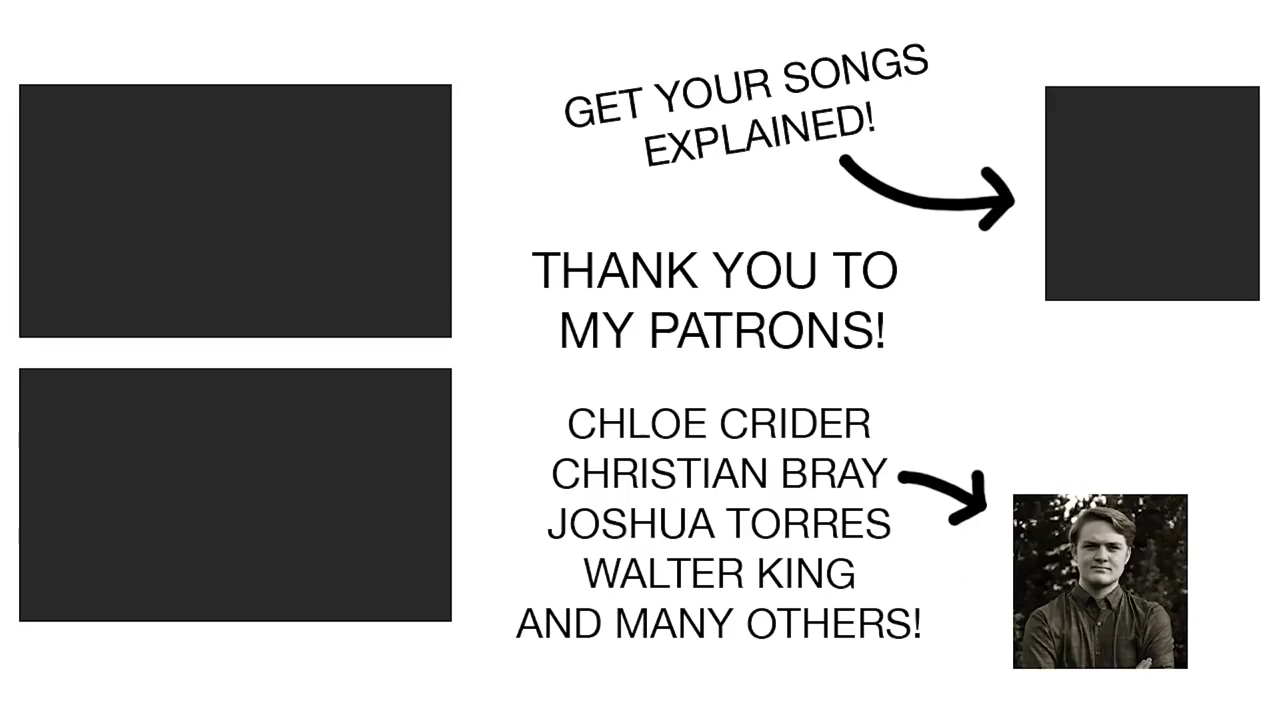 GET YOUR SONGS
EXPLAINED!
THANK YOU TO
MY PATRONS!
CHLOE CRIDER
CHRISTIAN BRAY
JOSHUA TORRES
WALTER KING
AND MANY OTHERS!